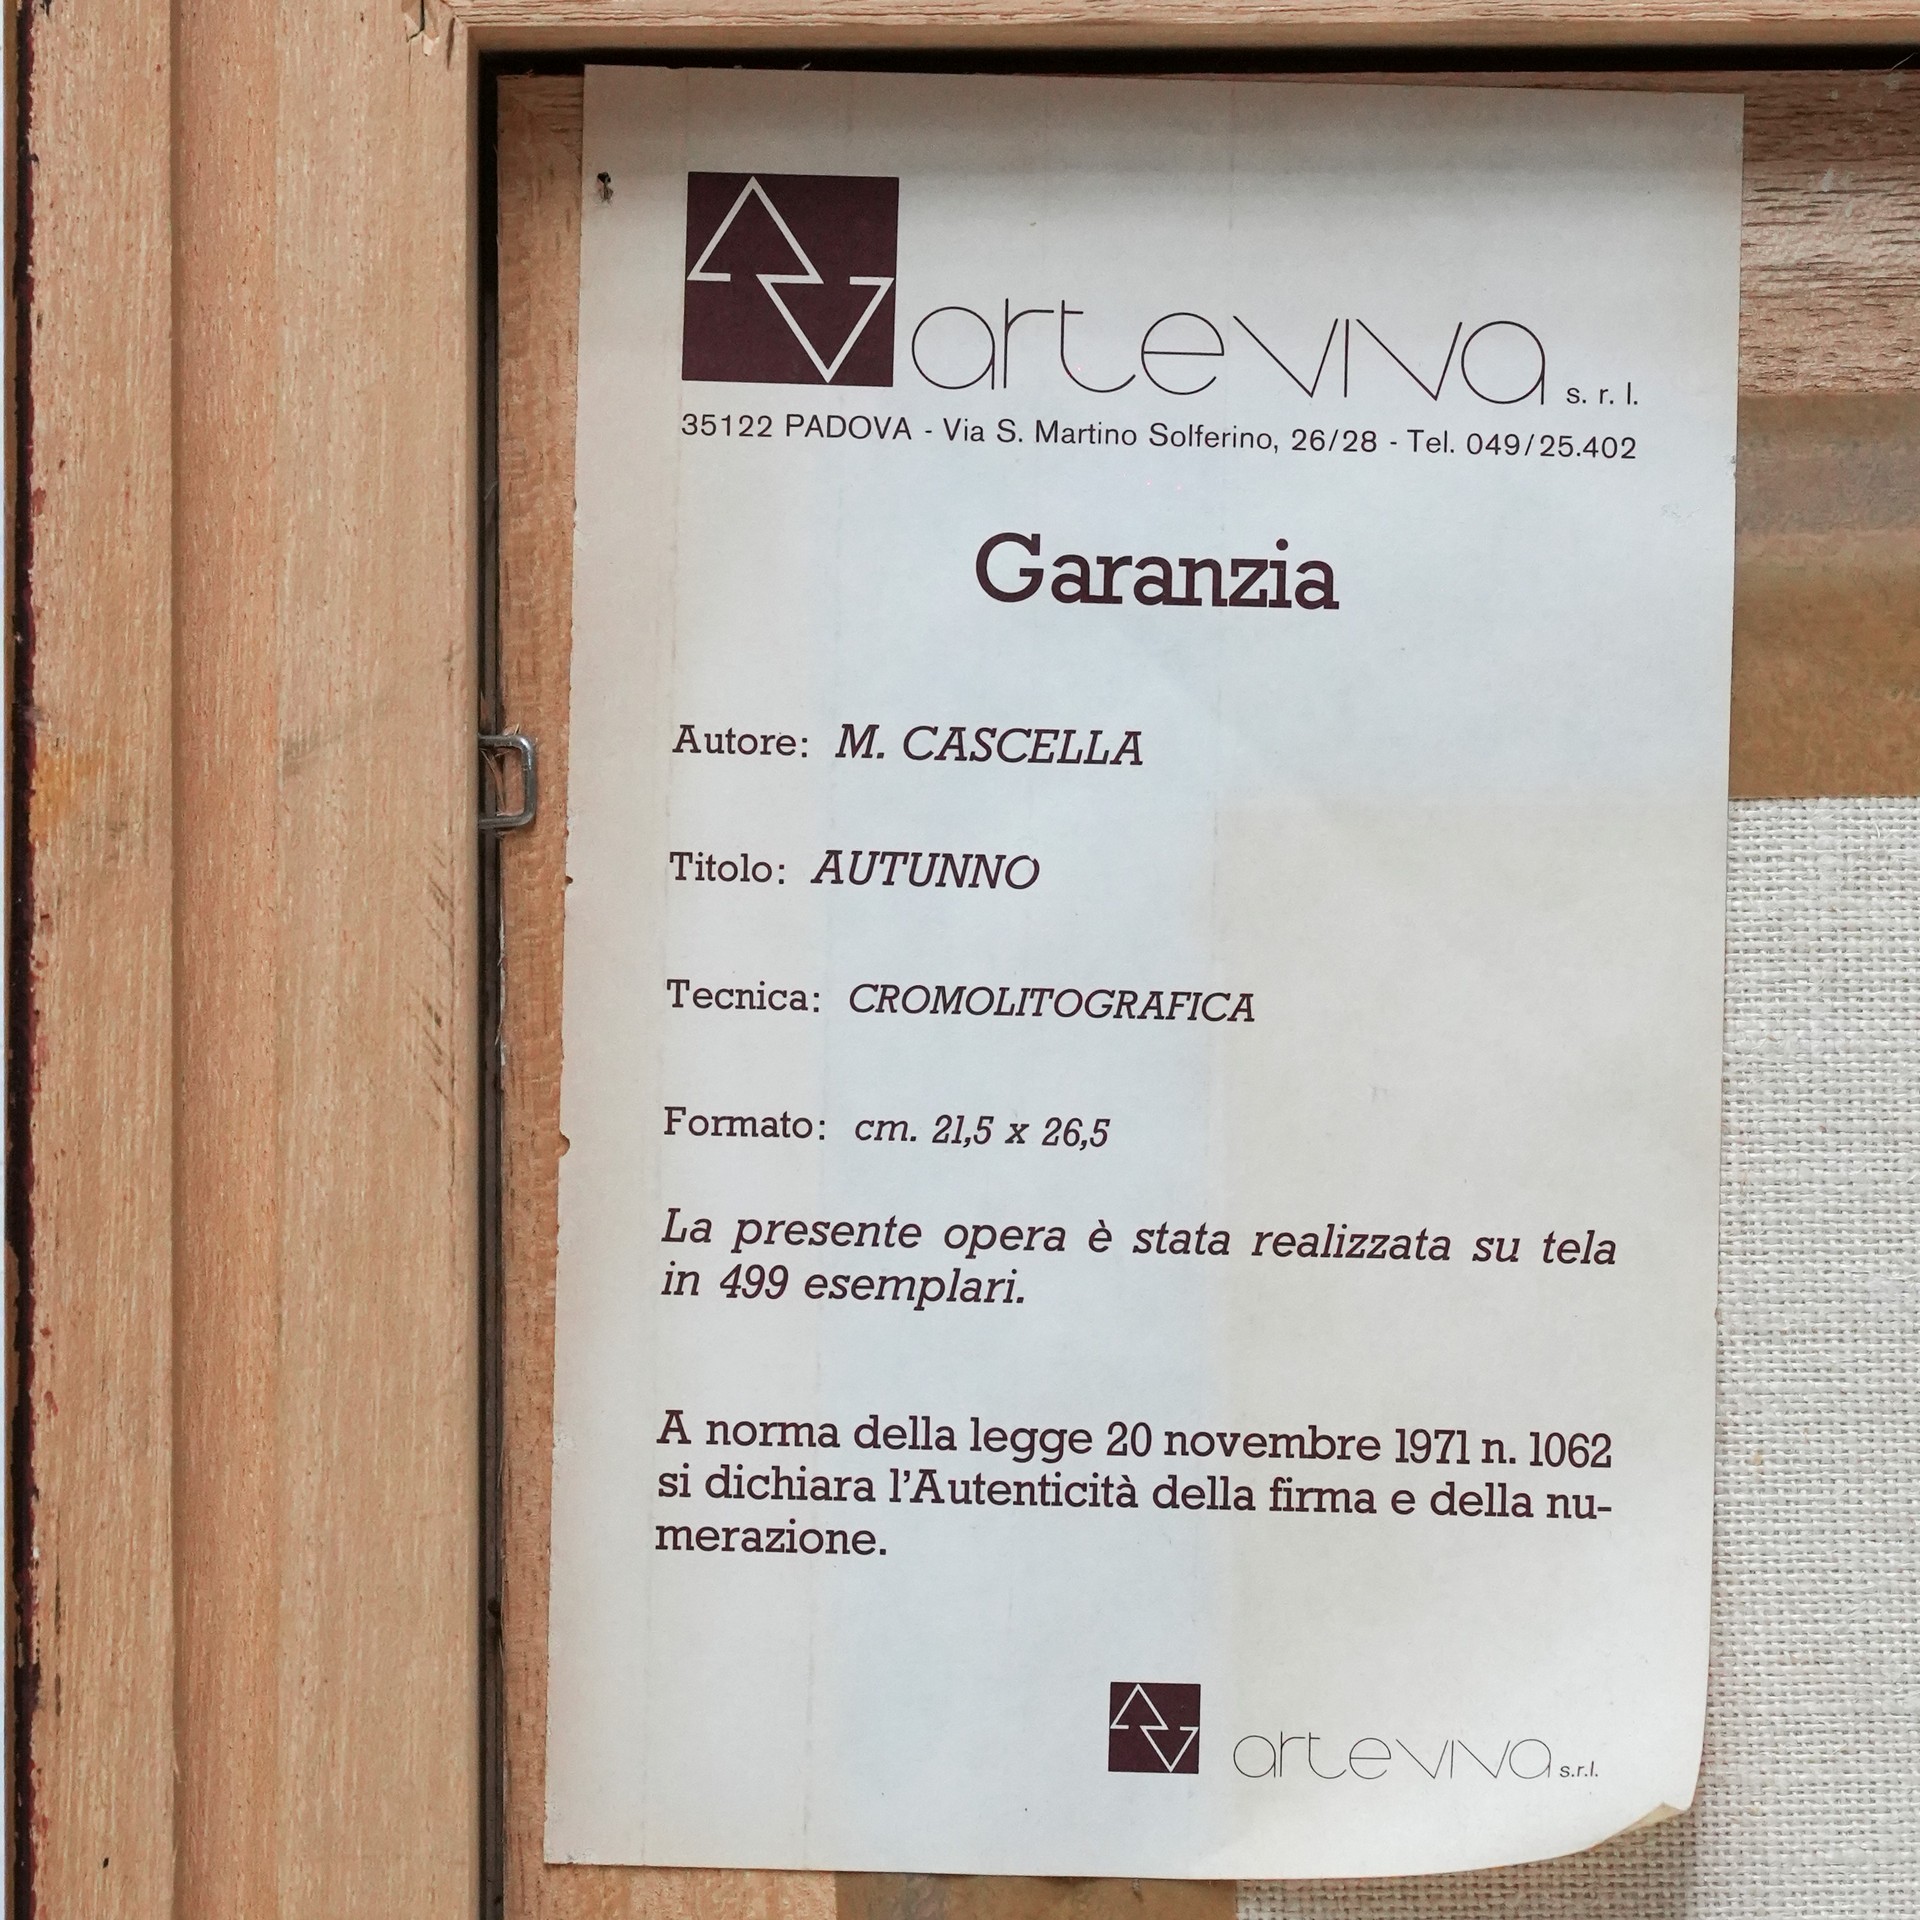 arteviva s. r. l.
35122 PADOVA - Via S. Martino Solferino, 26/28 - Tel. 049/25.402
Garanzia
Autore: M. CASCELLA
Titolo: AUTUNNO
Tecnica: CROMOLITOGRAFICA
Formato: cm. 21,5 x 26,5
La presente opera è stata realizzata su tela
in 499 esemplari.
A norma della legge 20 novembre 1971 n. 1062
si dichiara l'Autenticità della firma e della nu-
merazione.
arteviva s.r.l.